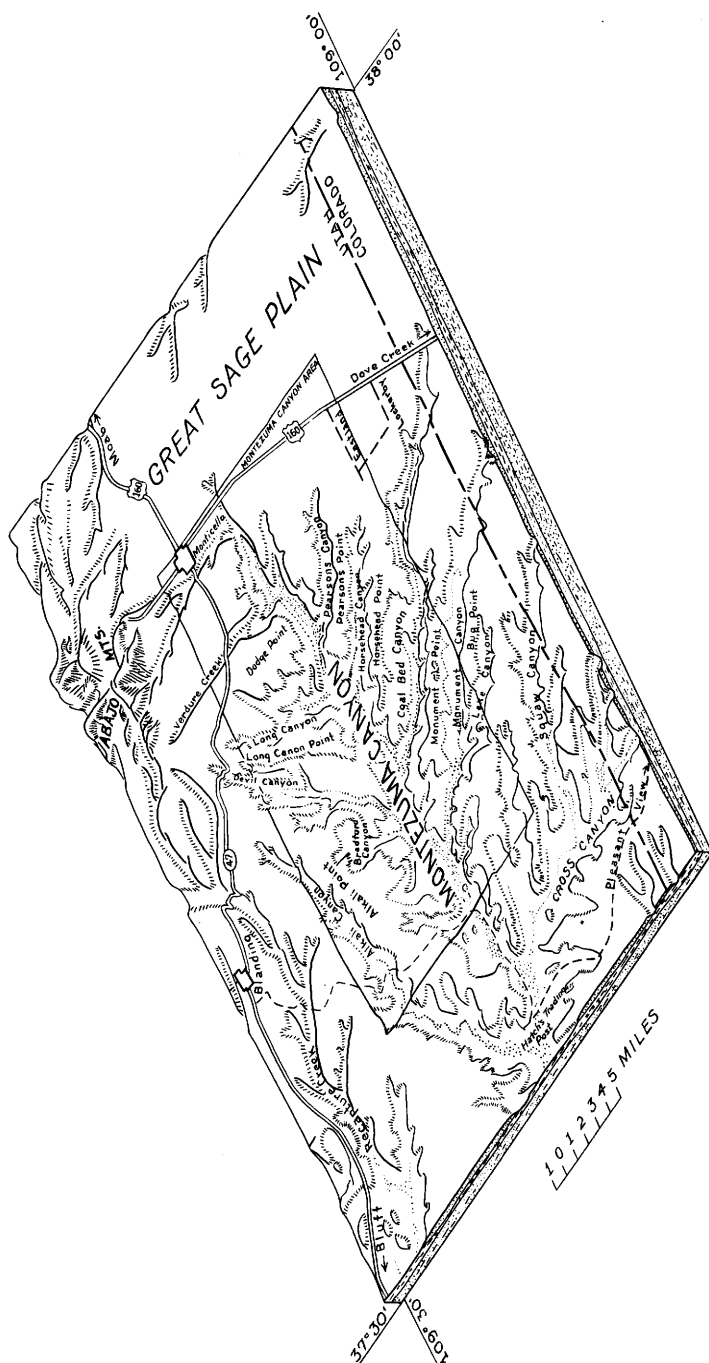 109° 00'
38° 00'
UTAH
COLORADO
GREAT SAGE PLAIN
Moab
160
MONTEZUMA CANYON AREA
160
Dove Creek
Eastland
Lockerby
Monticello
ABAJO MTS.
Verdure Creek
Dodge Point
Pearsons Canyon
Pearson's Point
Horsehead Canyon
Horsehead Point
Coal Bed Canyon
Monument Point
Monument Canyon
Bug Point
Canyon
Squaw Canyon
Long Canyon
Long Canon Point
Canyon
MONTEZUMA CANYON
Bradford
Canyon
Alkali Point
Alkali Canyon
47
Blanding
CROSS CANYON
Pleasant View
Hatch's Trading
Post
Recapture Creek
Bluff
37° 30'
109° 30'
1 0 1 2 3 4 5 MILES